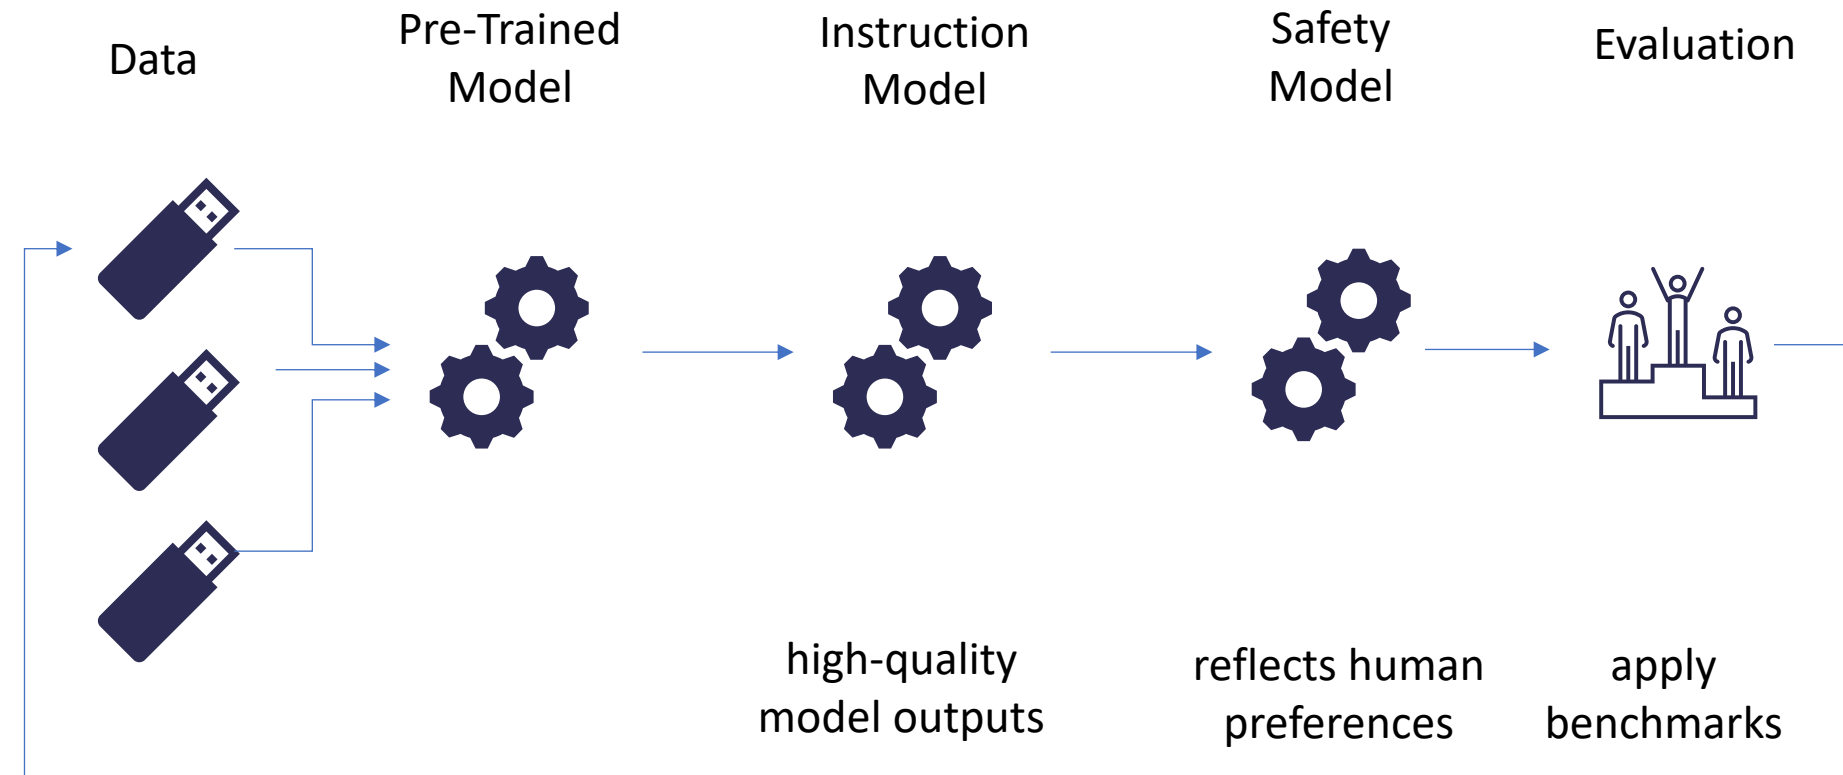 Data
Pre-Trained
Model
Instruction
Model
Safety
Model
Evaluation
high-quality
model outputs
reflects human
preferences
apply
benchmarks